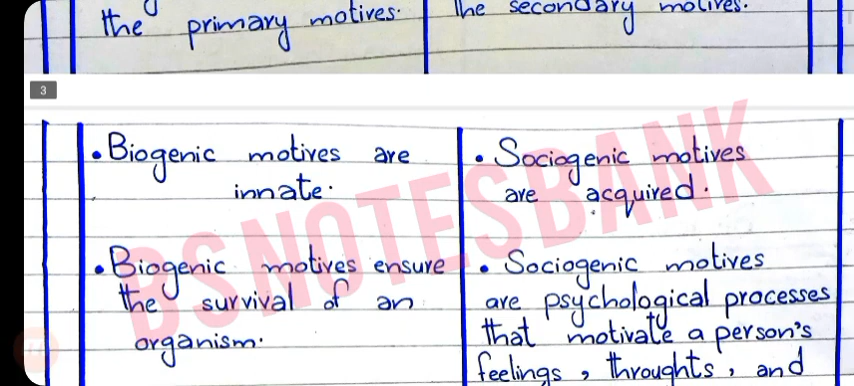 the primary motives.
the secondary motives.
3
• Biogenic motives are
innate.
• Sociogenic motives
are acquired.
• Biogenic motives ensure
the survival of an
organism.
• Sociogenic motives
are psychological processes
that motivate a person's
feelings, throughts, and
BSNOTESBANK